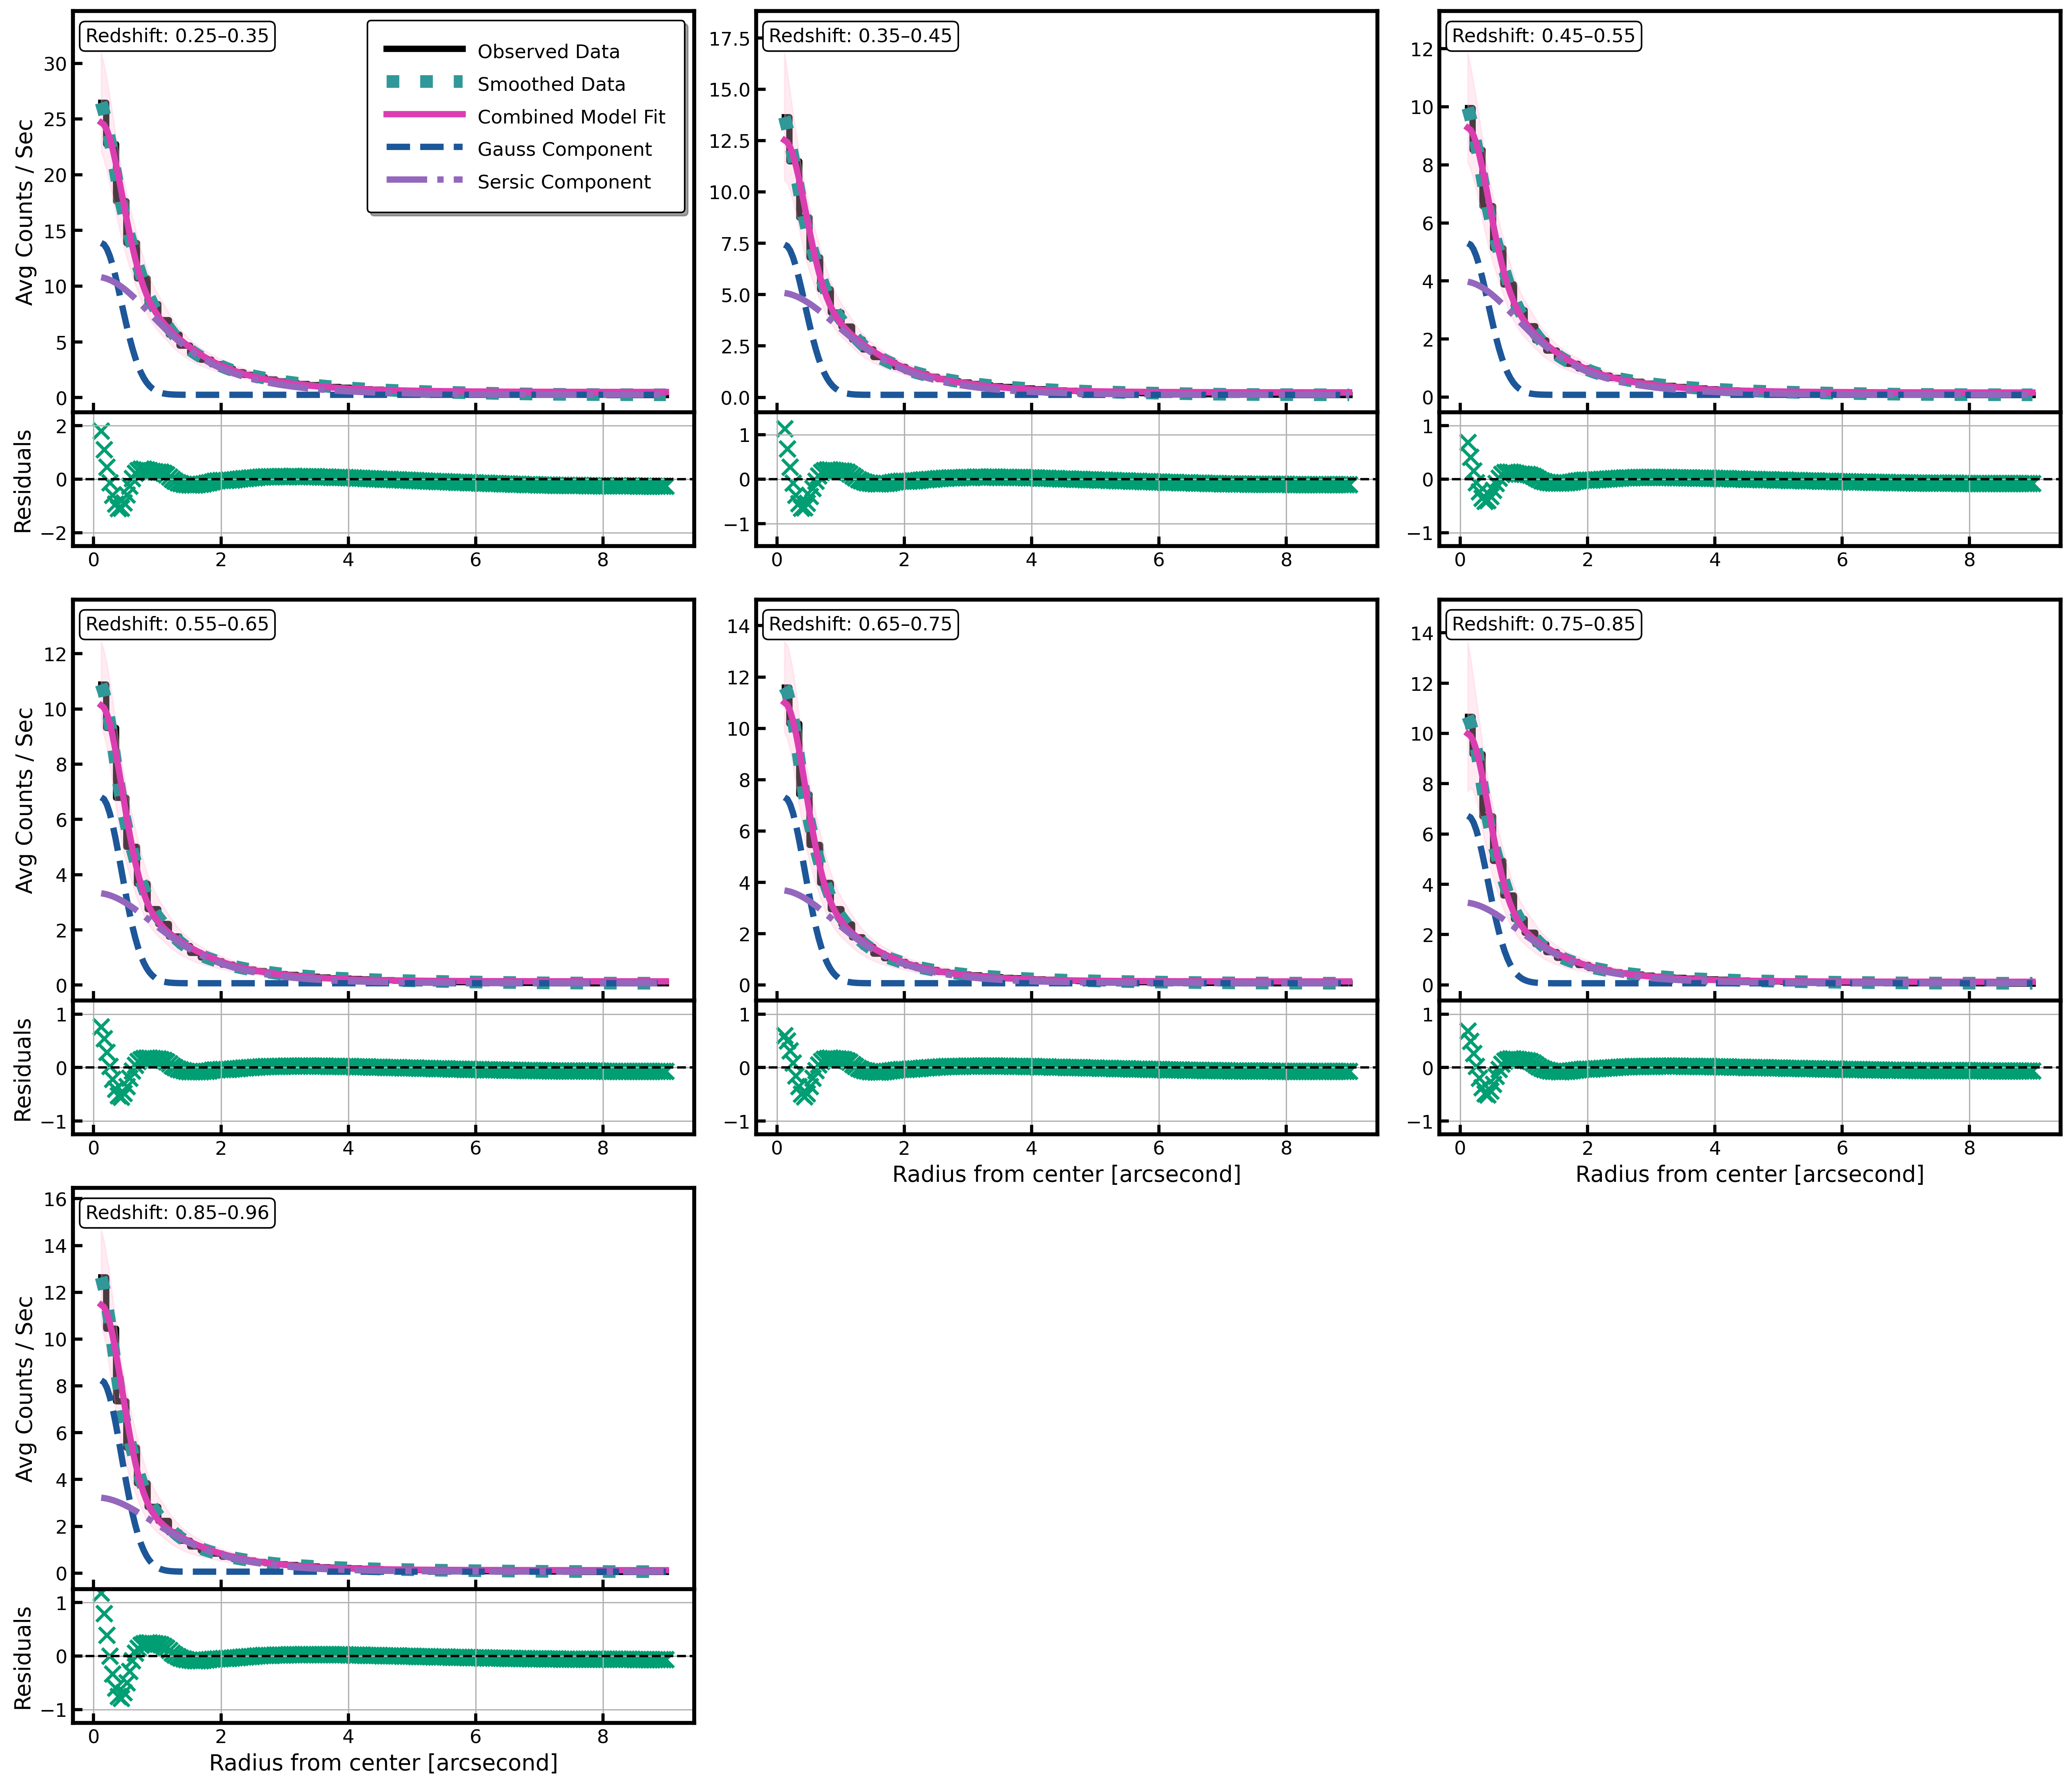 Redshift: 0.25–0.35
Observed Data
Smoothed Data
Combined Model Fit
Gauss Component
Sersic Component
Avg Counts / Sec
30
25
20
15
10
5
0
Residuals
2
0
−2
0 2 4 6 8
Redshift: 0.35–0.45
17.5
15.0
12.5
10.0
7.5
5.0
2.5
0.0
1
0
−1
0 2 4 6 8
Redshift: 0.45–0.55
12
10
8
6
4
2
0
1
0
−1
0 2 4 6 8
Redshift: 0.55–0.65
Avg Counts / Sec
12
10
8
6
4
2
0
Residuals
1
0
−1
0 2 4 6 8
Redshift: 0.65–0.75
14
12
10
8
6
4
2
0
1
0
−1
0 2 4 6 8
Radius from center [arcsecond]
Redshift: 0.75–0.85
14
12
10
8
6
4
2
0
1
0
−1
0 2 4 6 8
Radius from center [arcsecond]
Redshift: 0.85–0.96
Avg Counts / Sec
16
14
12
10
8
6
4
2
0
Residuals
1
0
−1
0 2 4 6 8
Radius from center [arcsecond]